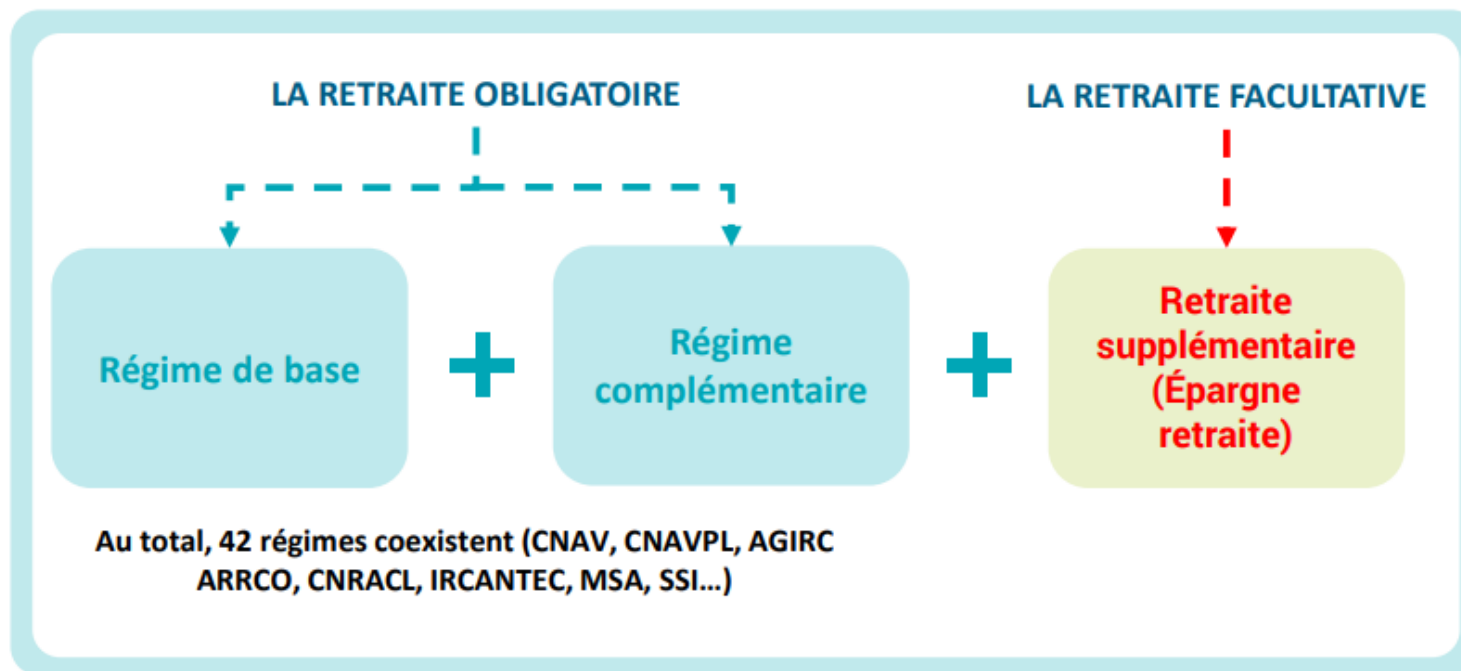 LA RETRAITE OBLIGATOIRE
LA RETRAITE FACULTATIVE
Régime de base
Régime
complémentaire
Retraite
supplémentaire
(Épargne
retraite)
Au total, 42 régimes coexistent (CNAV, CNAVPL, AGIRC
ARRCO, CNRACL, IRCANTEC, MSA, SSI…)